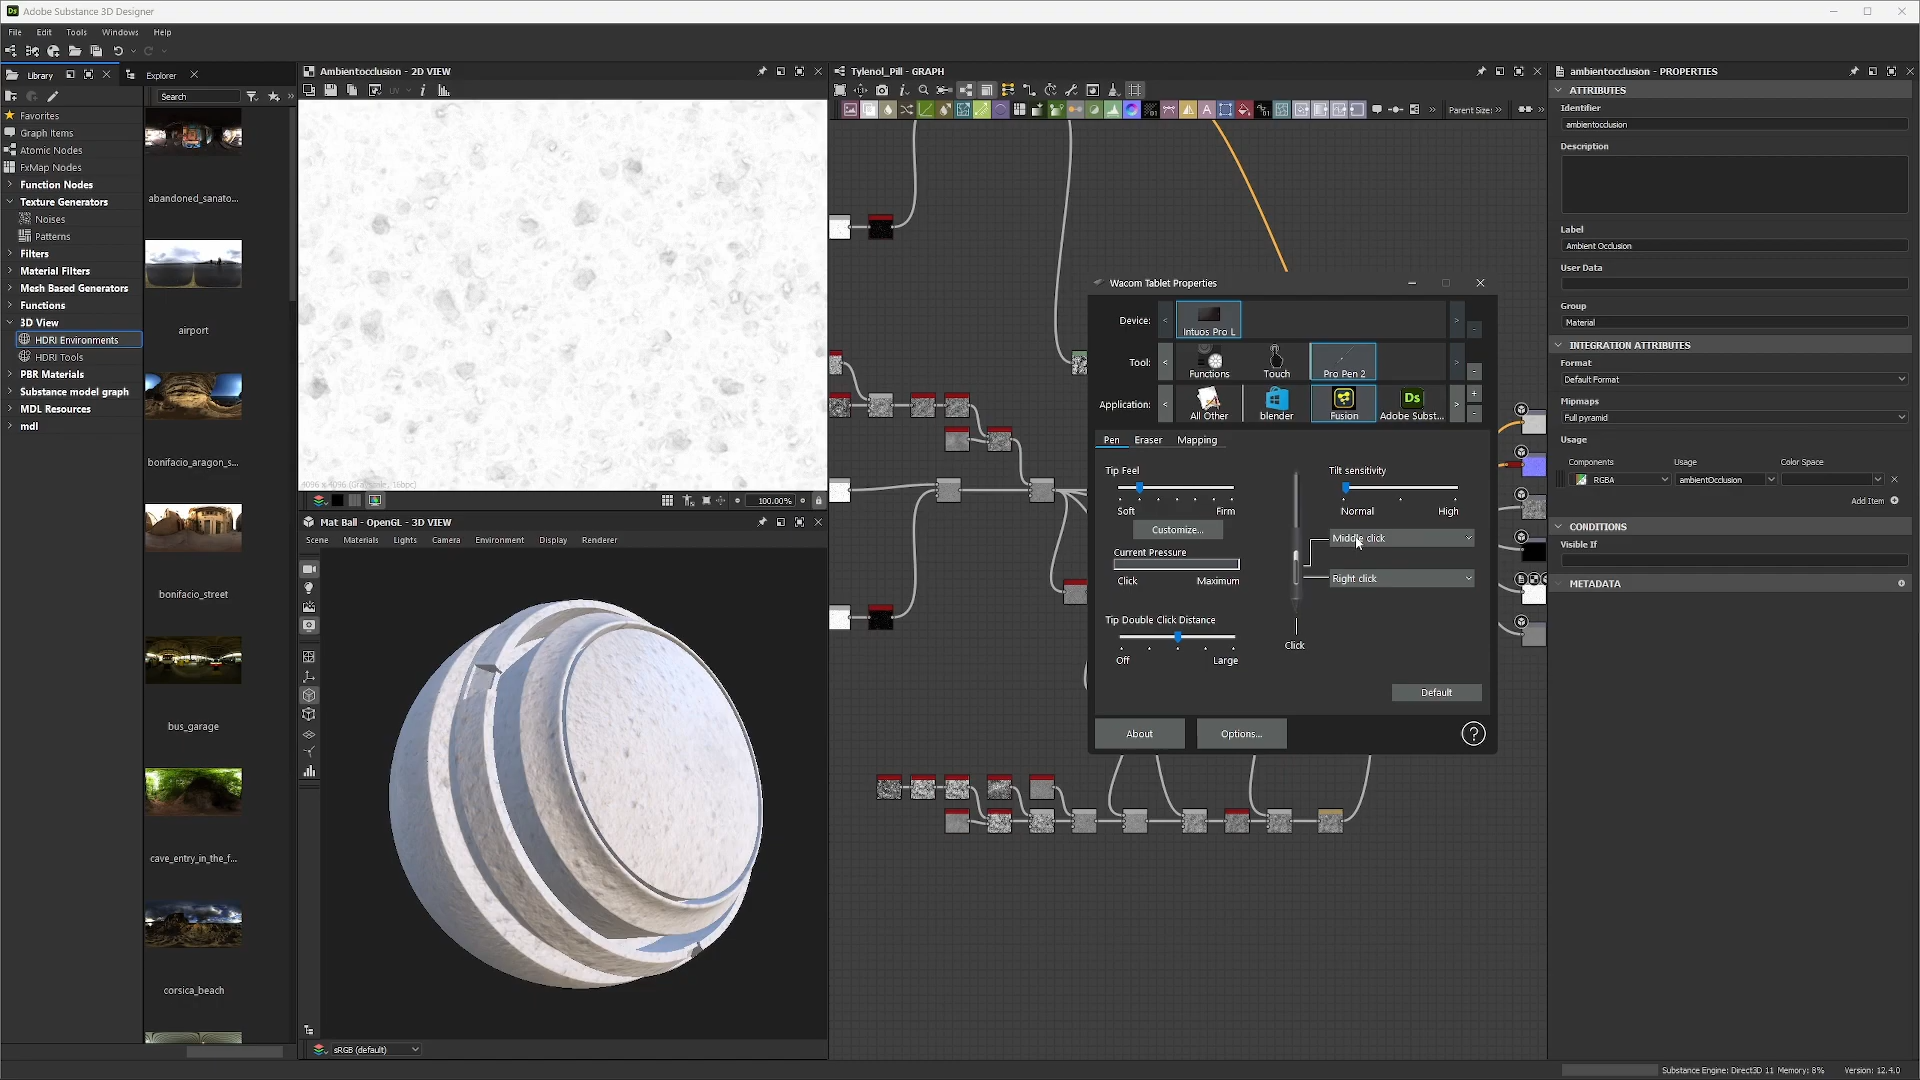 Adobe Substance 3D Designer
File Edit Tools Windows Help
Library
Explorer
Search
Favorites
Graph Items
Atomic Nodes
FxMap Nodes
Function Nodes
Texture Generators
Noises
Patterns
Filters
Material Filters
Mesh Based Generators
Functions
3D View
HDRI Environments
HDRI Tools
PBR Materials
Substance model graph
MDL Resources
mdl
abandoned_sanato...
airport
bonifacio_aragon_s...
bonifacio_street
bus_garage
cave_entry_in_the_f...
corsica_beach
Ambientocclusion - 2D VIEW
UV
4096 x 4096 (Grayscale, 16bpc)
100.00%
Mat Ball - OpenGL - 3D VIEW
Scene Materials Lights Camera Environment Display Renderer
sRGB (default)
Tylenol_Pill - GRAPH
Parent Size:
Wacom Tablet Properties
Device:
Intuos Pro L
Tool:
Functions
Touch
Pro Pen 2
Application:
All Other
blender
Fusion
Ds
Adobe Subst...
Pen Eraser Mapping
Tip Feel
Soft Firm
Customize...
Current Pressure
Click Maximum
Tip Double Click Distance
Off Large
Tilt sensitivity
Normal High
Middle click
Right click
Click
Default
About
Options...
?
ambientocclusion - PROPERTIES
ATTRIBUTES
Identifier
ambientocclusion
Description
Label
Ambient Occlusion
User Data
Group
Material
INTEGRATION ATTRIBUTES
Format
Default Format
Mipmaps
Full pyramid
Usage
Components Usage Color Space
RGBA ambientOcclusion
Add Item
CONDITIONS
Visible If
METADATA
Substance Engine: Direct3D 11 Memory: 8% Version: 12.4.0